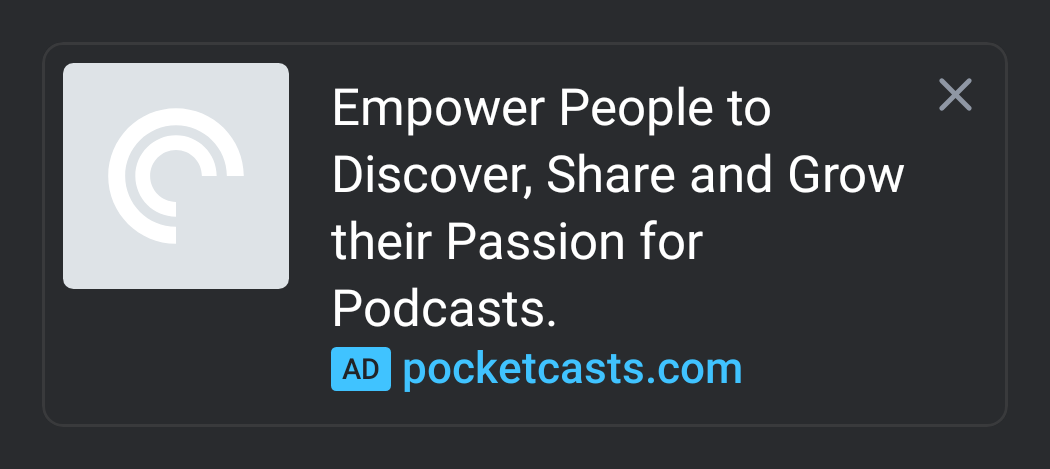 Empower People to
Discover, Share and Grow
their Passion for
Podcasts.
AD pocketcasts.com